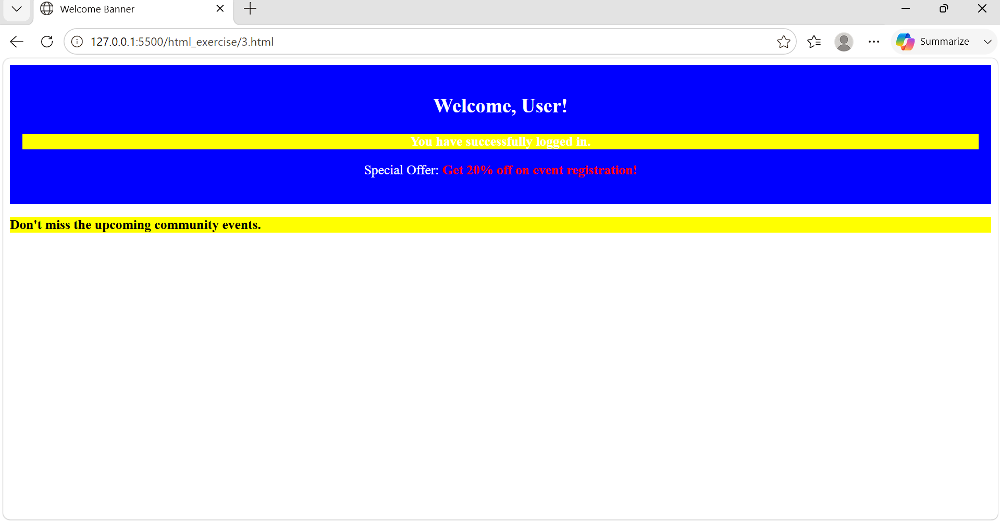 Welcome Banner
127.0.0.1:5500/html_exercise/3.html
Summarize
Welcome, User!
You have successfully logged in.
Special Offer: Get 20% off on event registration!
Don't miss the upcoming community events.